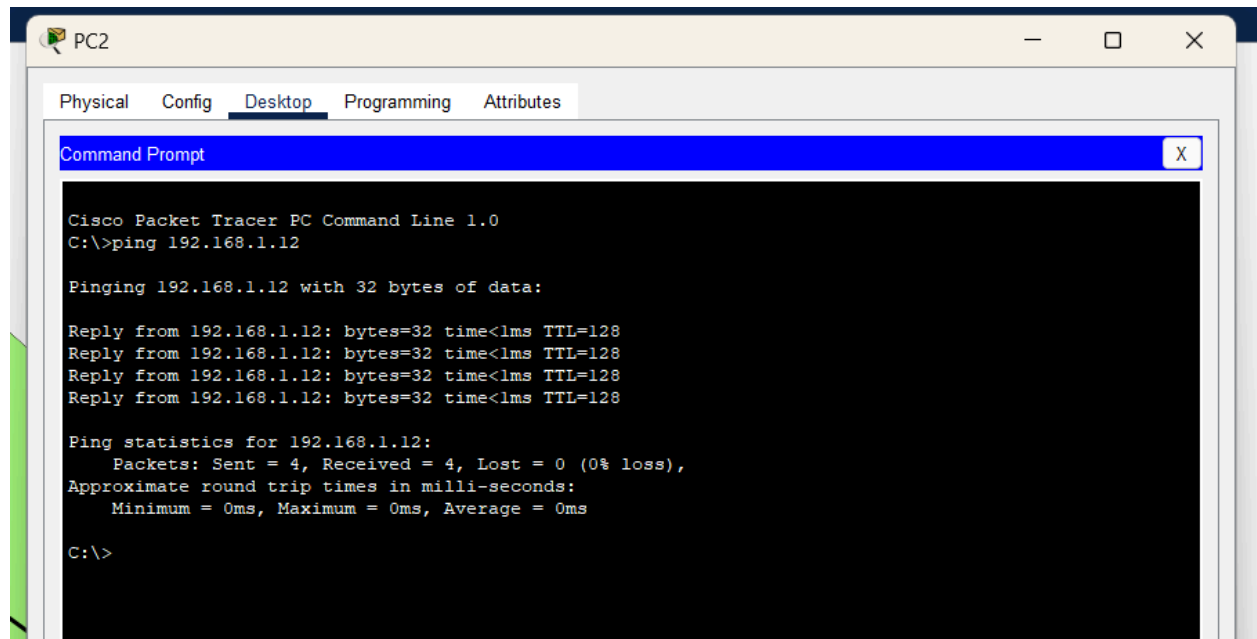 PC2
Physical Config Desktop Programming Attributes
Command Prompt
X
Cisco Packet Tracer PC Command Line 1.0
C:\>ping 192.168.1.12
Pinging 192.168.1.12 with 32 bytes of data:
Reply from 192.168.1.12: bytes=32 time<1ms TTL=128
Reply from 192.168.1.12: bytes=32 time<1ms TTL=128
Reply from 192.168.1.12: bytes=32 time<1ms TTL=128
Reply from 192.168.1.12: bytes=32 time<1ms TTL=128
Ping statistics for 192.168.1.12:
Packets: Sent = 4, Received = 4, Lost = 0 (0% loss),
Approximate round trip times in milli-seconds:
Minimum = 0ms, Maximum = 0ms, Average = 0ms
C:\>